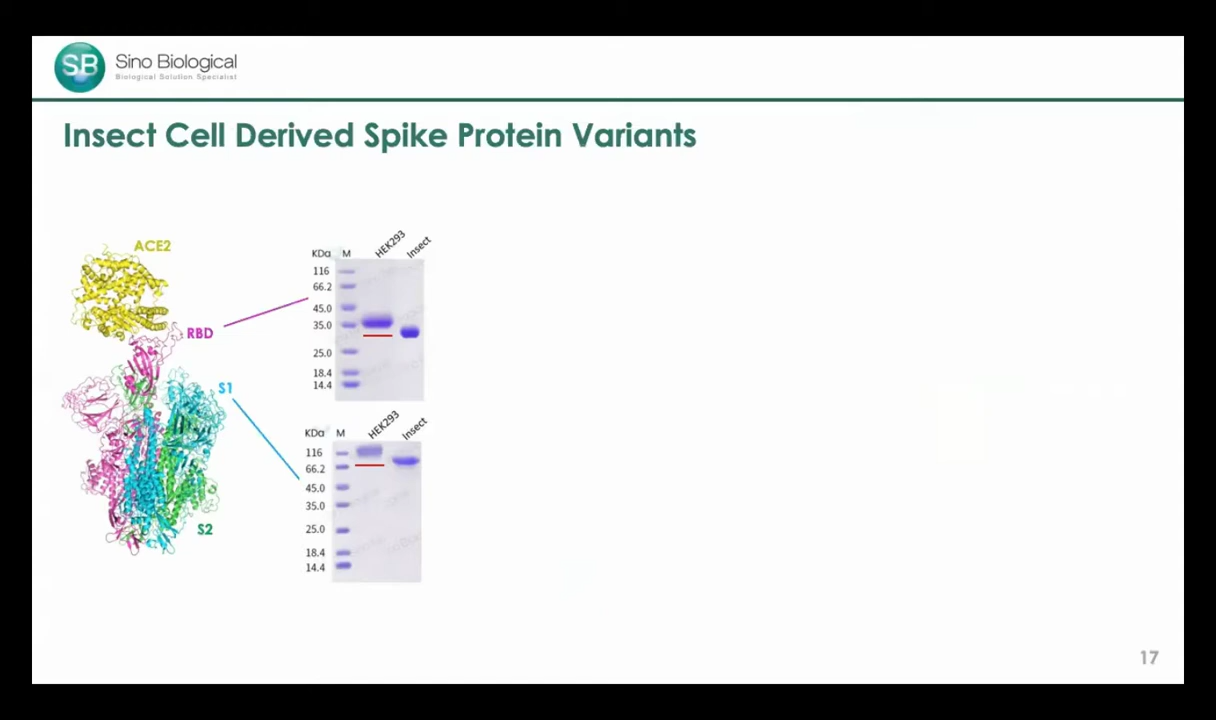 SB
Sino Biological
Biological Solution Specialist
Insect Cell Derived Spike Protein Variants
ACE2
RBD
S1
S2
KDa M HEK293 Insect
116
66.2
45.0
35.0
25.0
18.4
14.4
KDa M HEK293 Insect
116
66.2
45.0
35.0
25.0
18.4
14.4
17